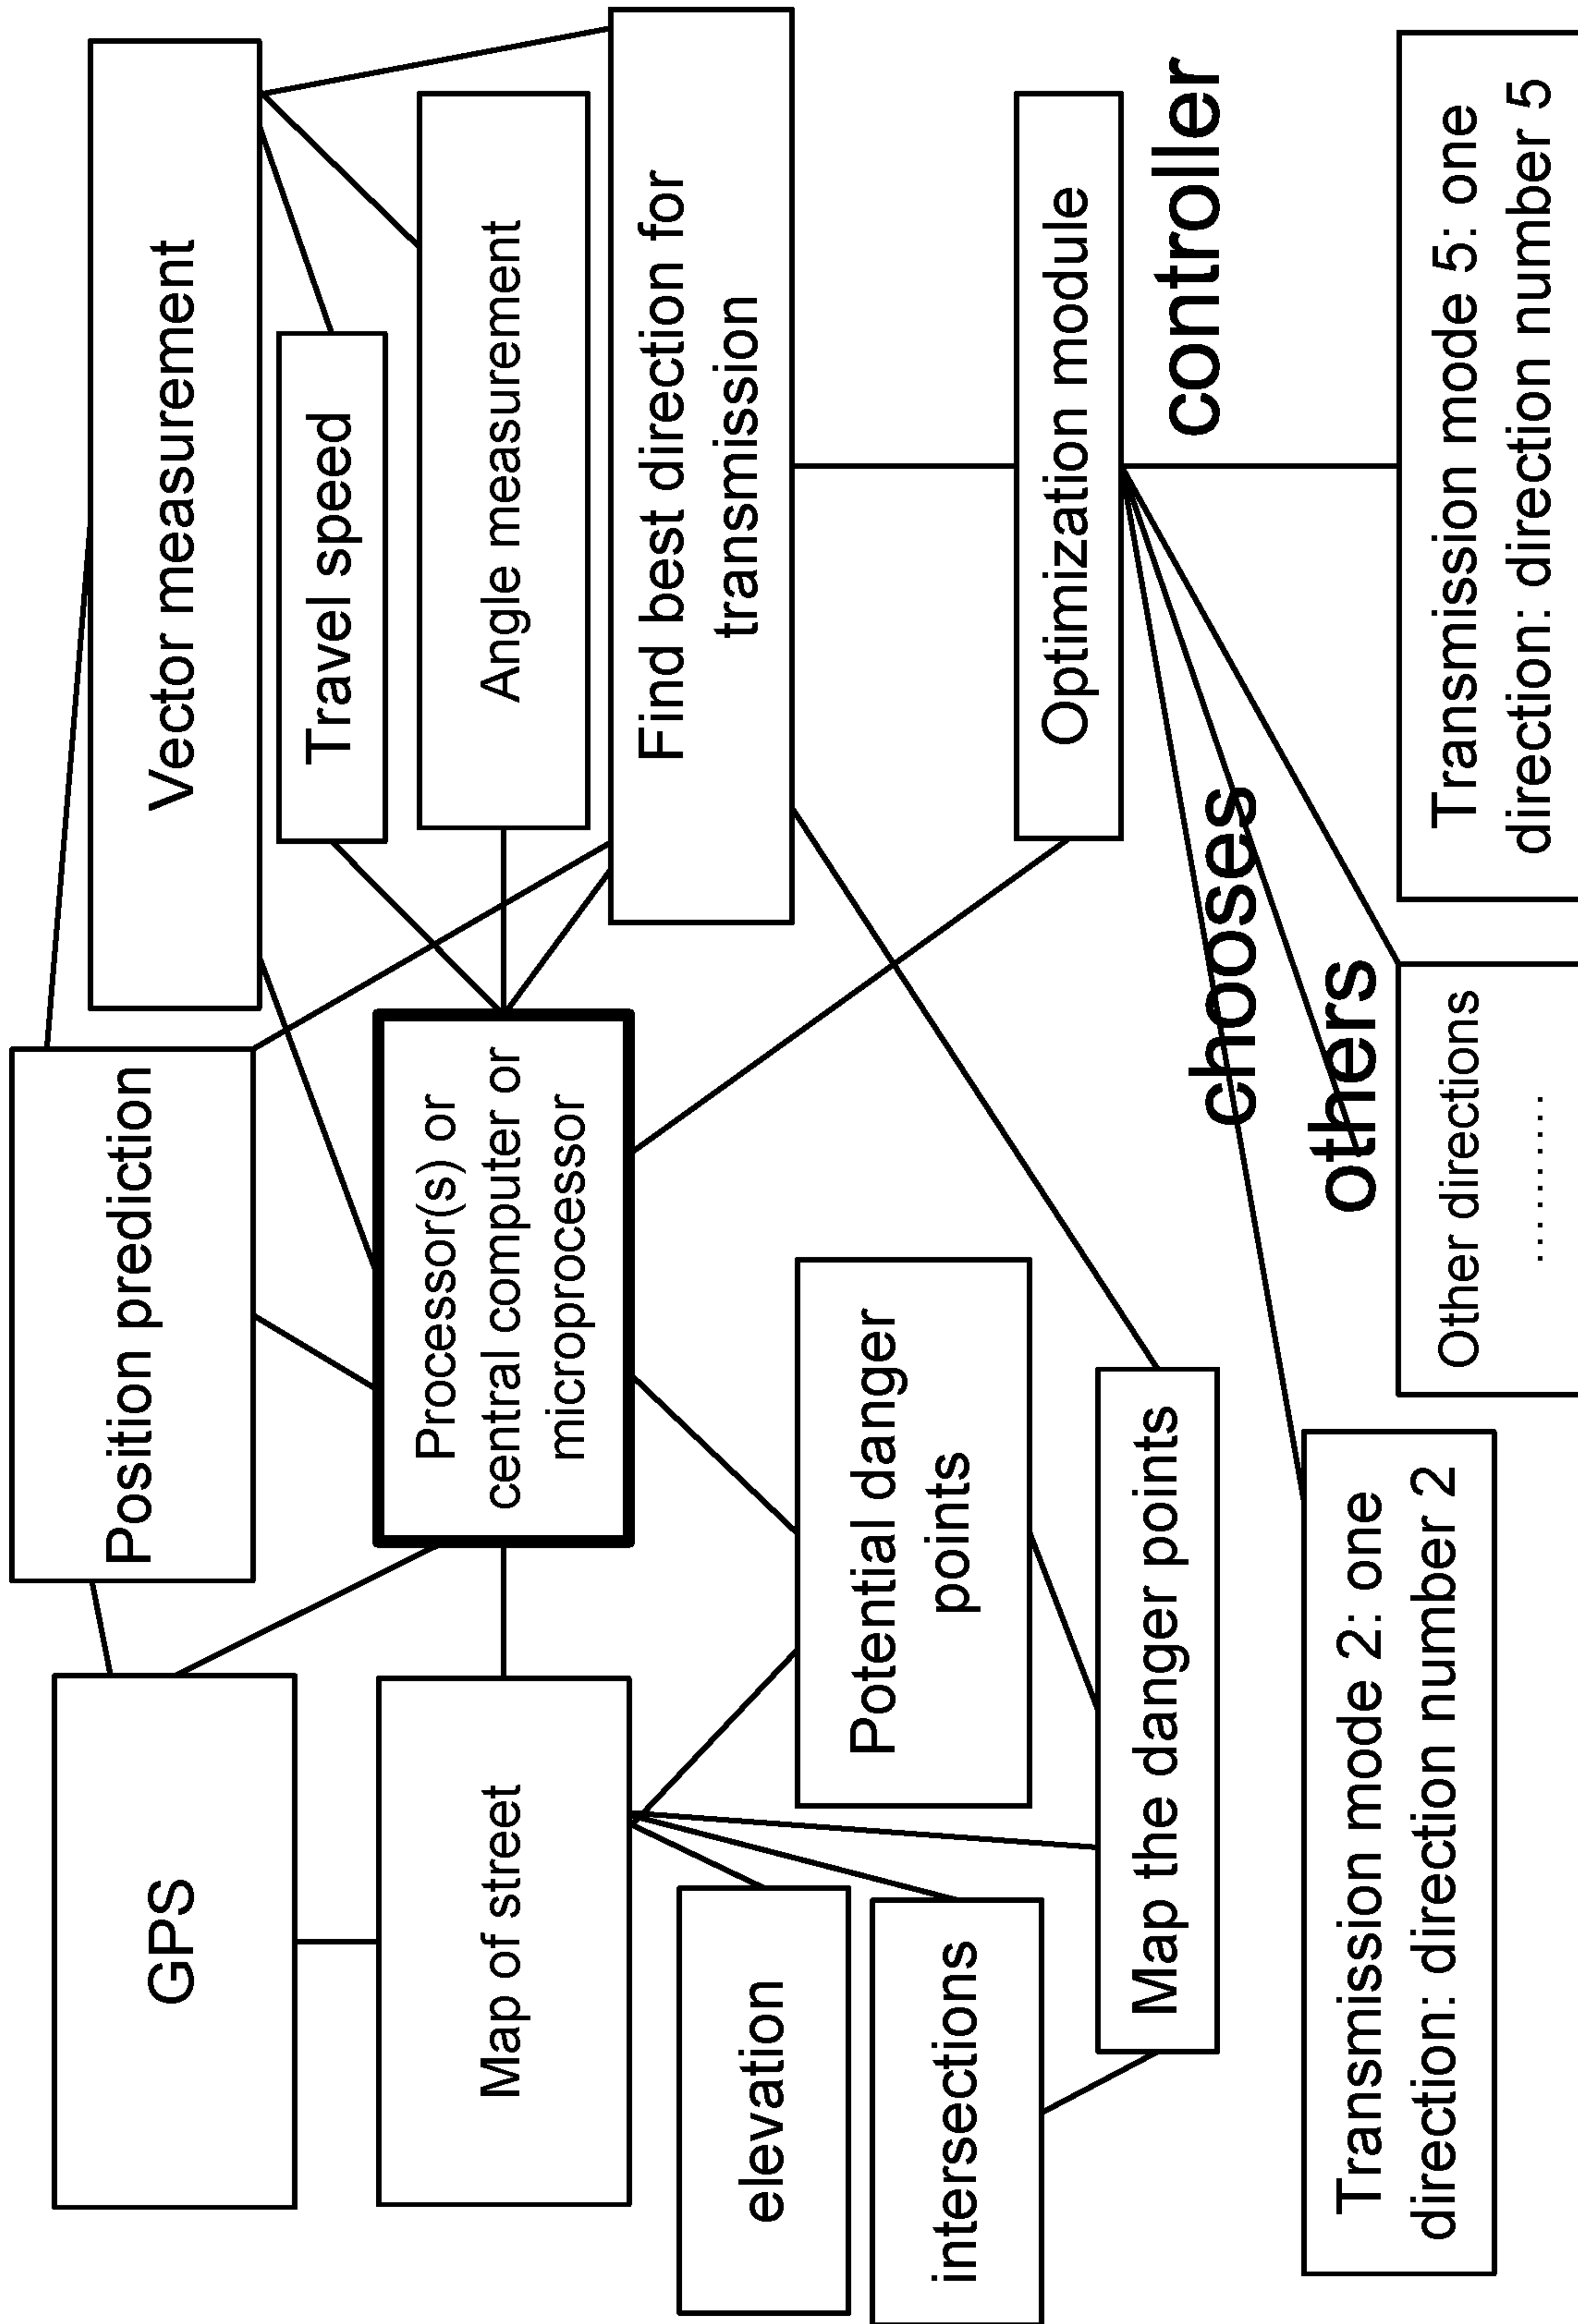 GPS
Position prediction
Vector measurement
Travel speed
Map of street
Processor(s) or
central computer or
microprocessor
Angle measurement
elevation
Find best direction for
transmission
intersections
Potential danger
points
Map the danger points
Optimization module
controller
chooses
others
Transmission mode 2: one
direction: direction number 2
Other directions
.........
Transmission mode 5: one
direction: direction number 5